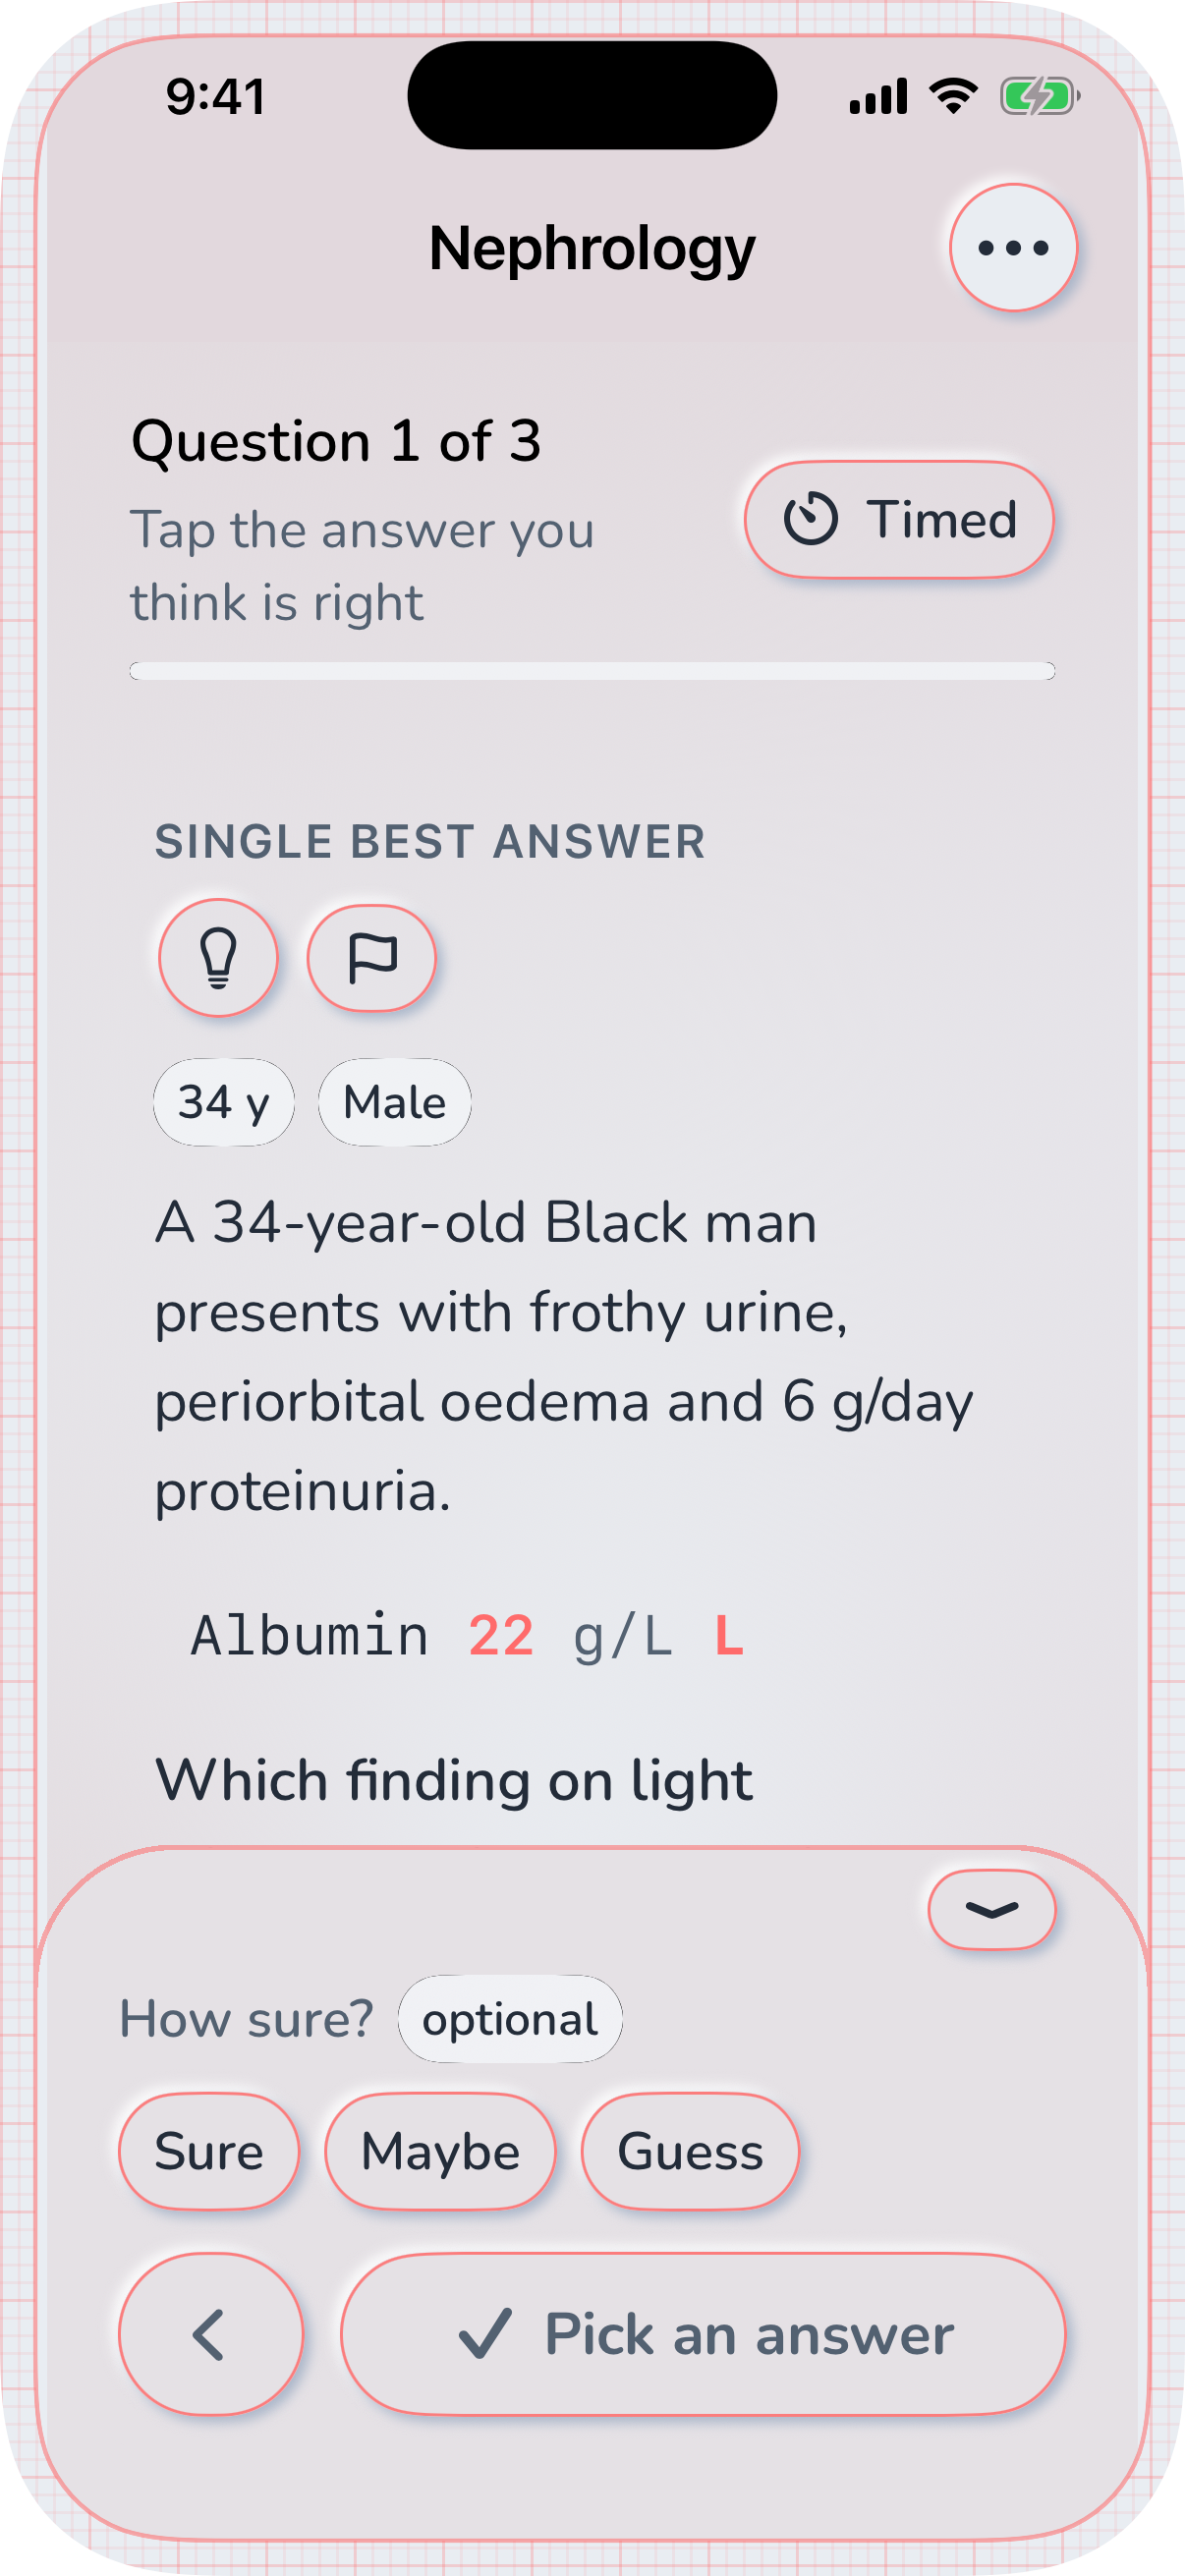 9:41
Nephrology
Question 1 of 3
Tap the answer you
think is right
Timed
SINGLE BEST ANSWER
34 y
Male
A 34-year-old Black man
presents with frothy urine,
periorbital oedema and 6 g/day
proteinuria.
Albumin 22 g/L L
Which finding on light
How sure? optional
Sure
Maybe
Guess
Pick an answer